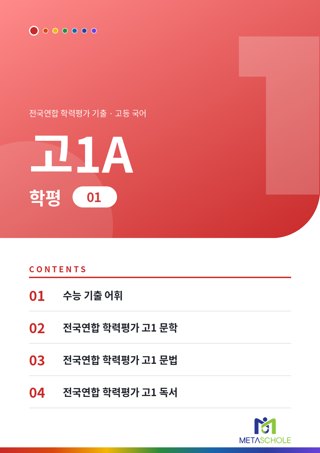 전국연합 학력평가 기출 · 고등 국어
고1A
학평 01
1
CONTENTS
01 수능 기출 어휘
02 전국연합 학력평가 고1 문학
03 전국연합 학력평가 고1 문법
04 전국연합 학력평가 고1 독서
METASCHOLE